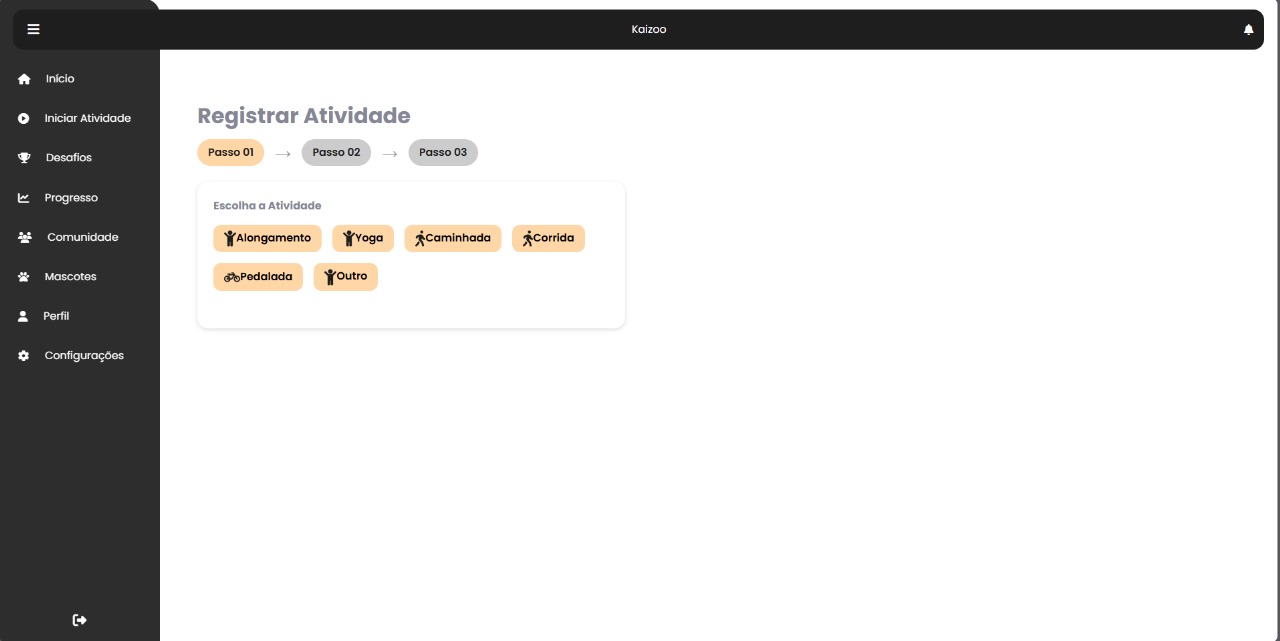 Kaizoo
Início
Iniciar Atividade
Desafios
Progresso
Comunidade
Mascotes
Perfil
Configurações
Registrar Atividade
Passo 01 → Passo 02 → Passo 03
Escolha a Atividade
Alongamento Yoga Caminhada Corrida
Pedalada Outro